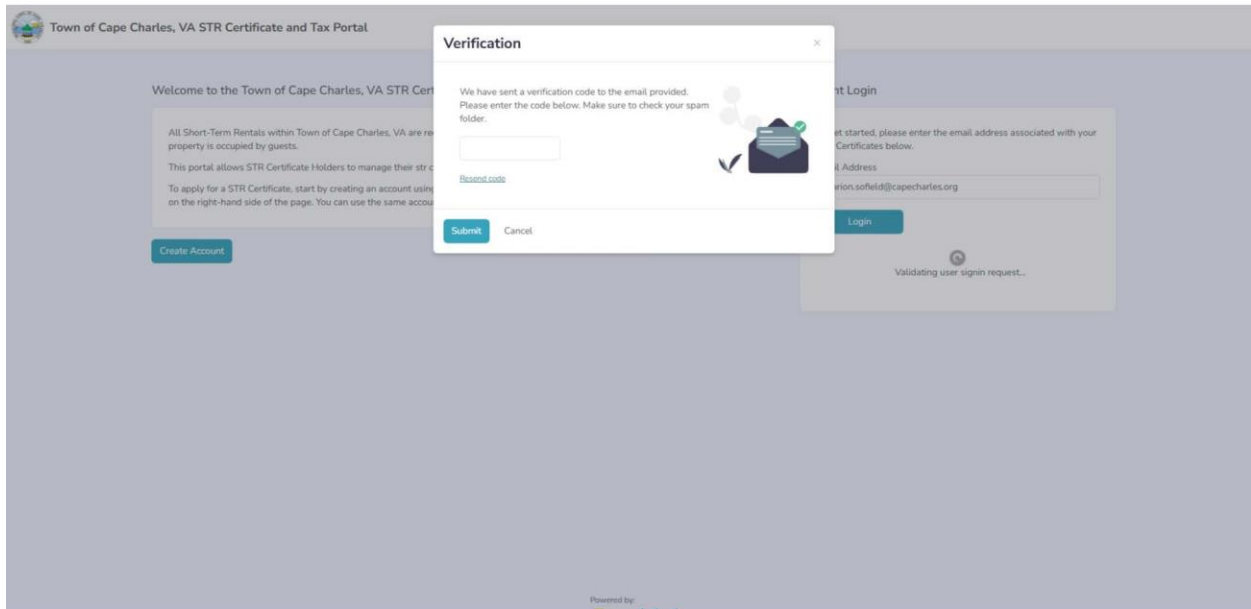 Town of Cape Charles, VA STR Certificate and Tax Portal
Verification
We have sent a verification code to the email provided.
Please enter the code below. Make sure to check your spam
folder.
Resend code
Submit Cancel
Welcome to the Town of Cape Charles, VA STR Cert
All Short-Term Rentals within Town of Cape Charles, VA are re
property is occupied by guests.
This portal allows STR Certificate Holders to manage their str c
To apply for a STR Certificate, start by creating an account using
on the right-hand side of the page. You can use the same accou
Create Account
nt Login
et started, please enter the email address associated with your
Certificates below.
Address
rion.sofield@capecharles.org
Login
Validating user signin request...
Powered by: